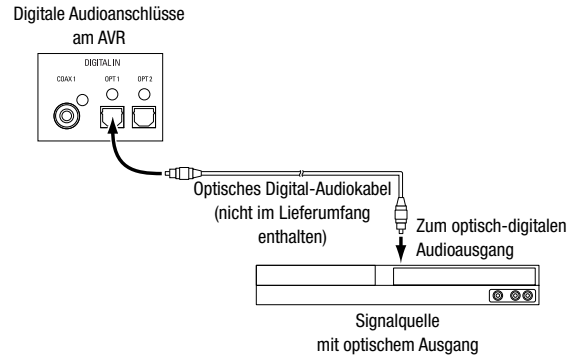 Digitale Audioanschlüsse
am AVR
DIGITAL IN
COAX 1 OPT 1 OPT 2
Optisches Digital-Audiokabel
(nicht im Lieferumfang
enthalten)
Zum optisch-digitalen
Audioausgang
Signalquelle
mit optischem Ausgang